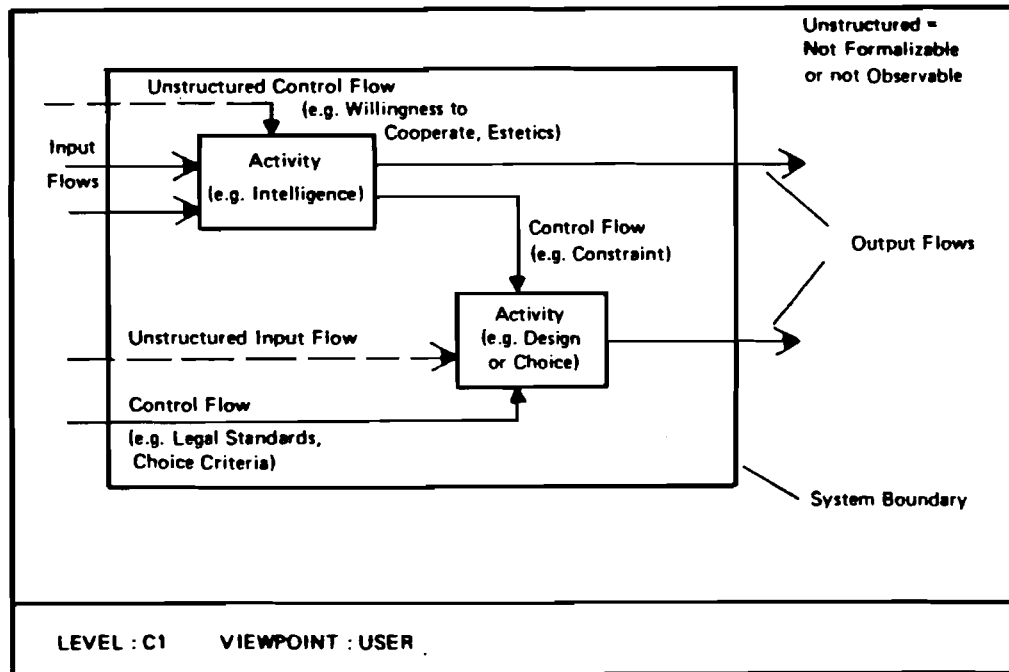 Unstructured =
Not Formalizable
or not Observable
Unstructured Control Flow
(e.g. Willingness to
Cooperate, Estetics)
Input
Flows
Activity
(e.g. Intelligence)
Control Flow
(e.g. Constraint)
Output Flows
Unstructured Input Flow
Activity
(e.g. Design
or Choice)
Control Flow
(e.g. Legal Standards,
Choice Criteria)
System Boundary
LEVEL : C1 VIEWPOINT : USER